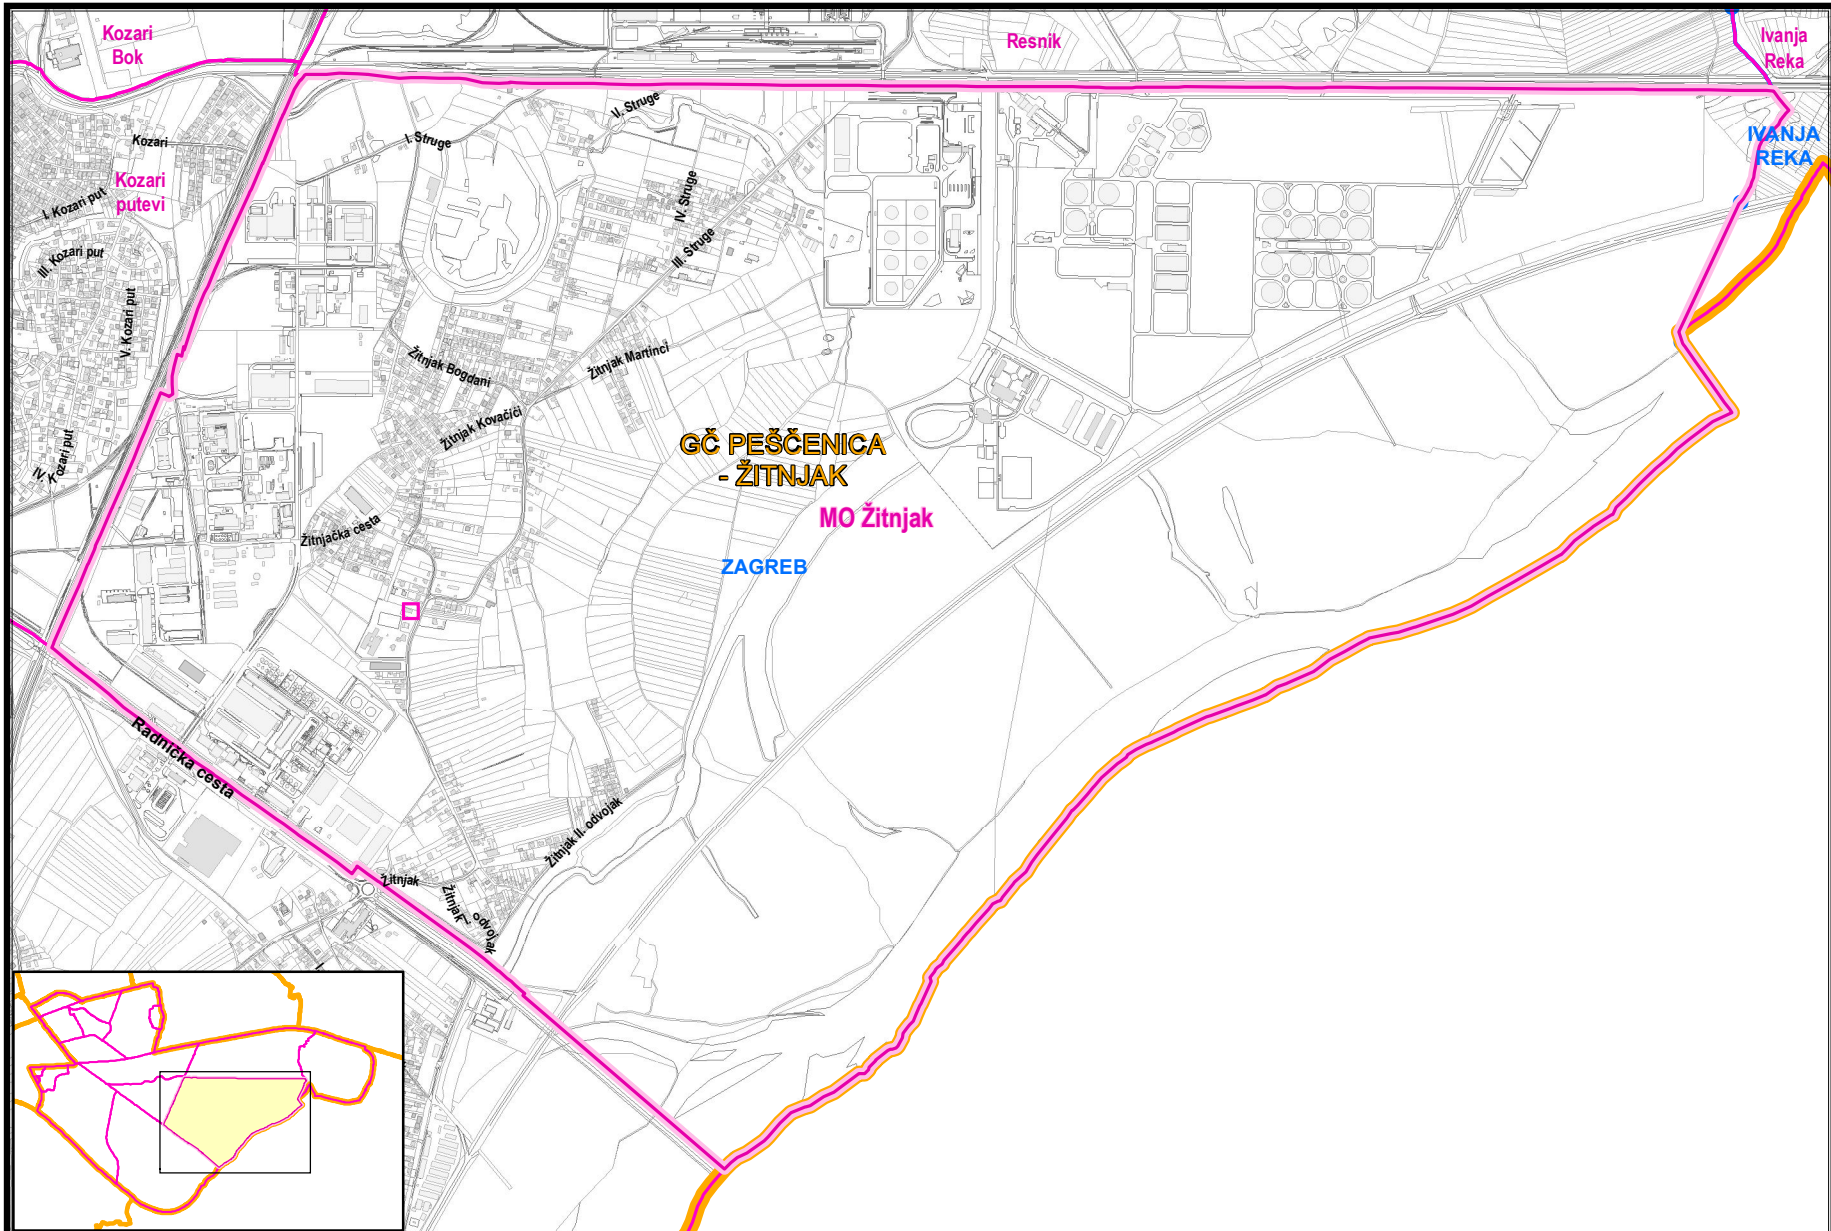 Kozari
Bok
Resnik
Ivanja
Reka
II. Struge
I. Struge
Kozari
IVANJA
REKA
Kozari
putevi
I. Kozari put
IV. Struge
III. Struge
III. Kozari put
V. Kozari put
Žitnjak Bogdani
Žitnjak Martinci
Žitnjak Kovačići
GČ PEŠČENICA
- ŽITNJAK
IV. Kozari put
MO Žitnjak
Žitnjačka cesta
ZAGREB
Radnička cesta
Žitnjak II. odvojak
Žitnjak
Žitnjak I. odvojak